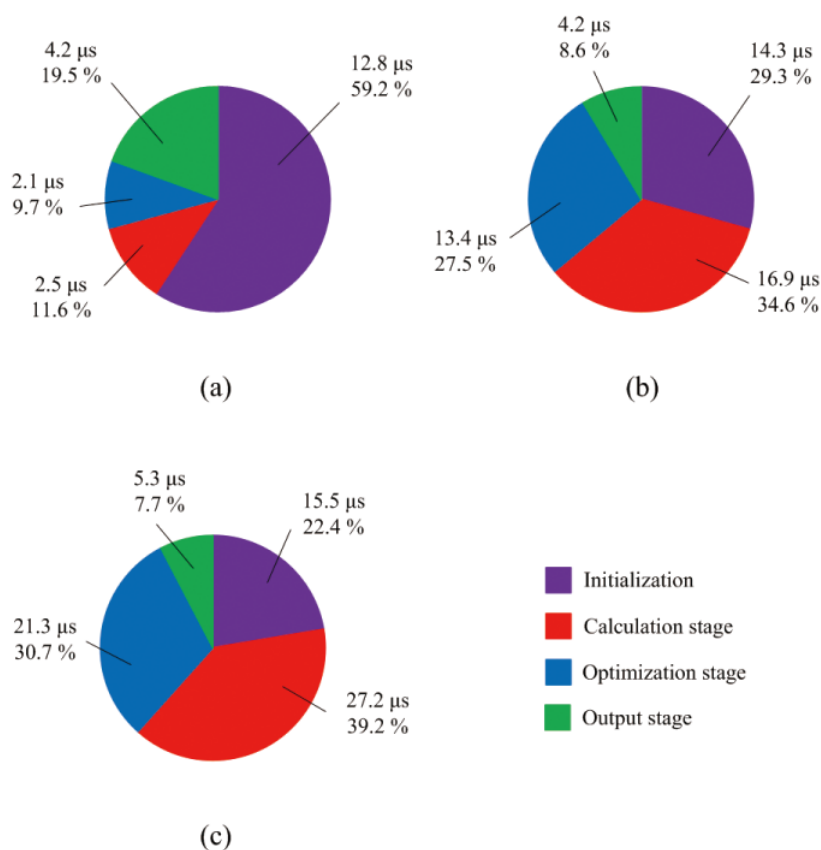 4.2 μs
19.5 %
12.8 μs
59.2 %
2.1 μs
9.7 %
2.5 μs
11.6 %
(a)
4.2 μs
8.6 %
14.3 μs
29.3 %
13.4 μs
27.5 %
16.9 μs
34.6 %
(b)
5.3 μs
7.7 %
15.5 μs
22.4 %
21.3 μs
30.7 %
27.2 μs
39.2 %
(c)
Initialization
Calculation stage
Optimization stage
Output stage